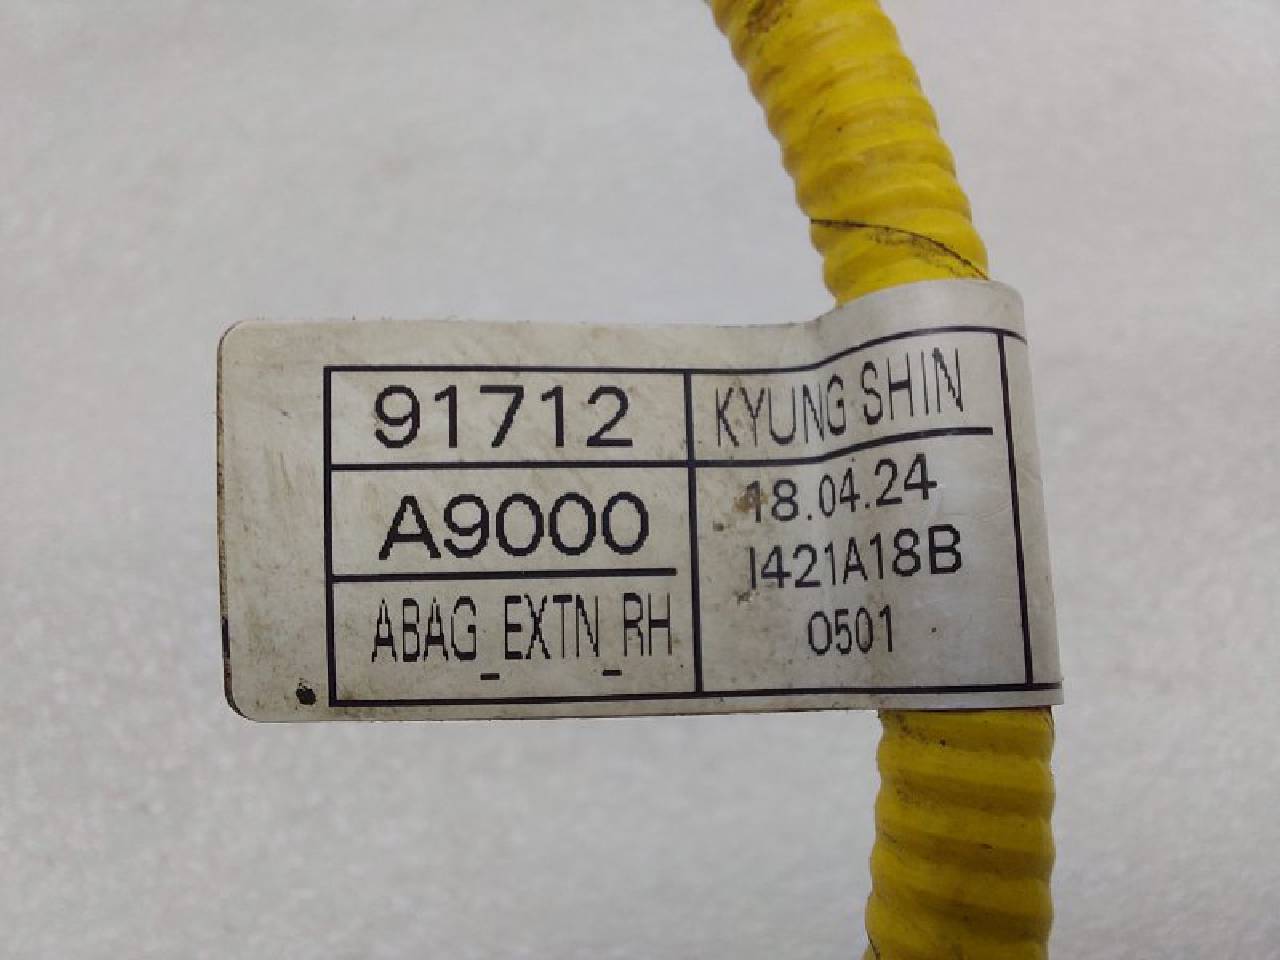 91712
A9000
ABAG_EXTN_RH
KYUNG SHIN
18.04.24
I421A18B
0501